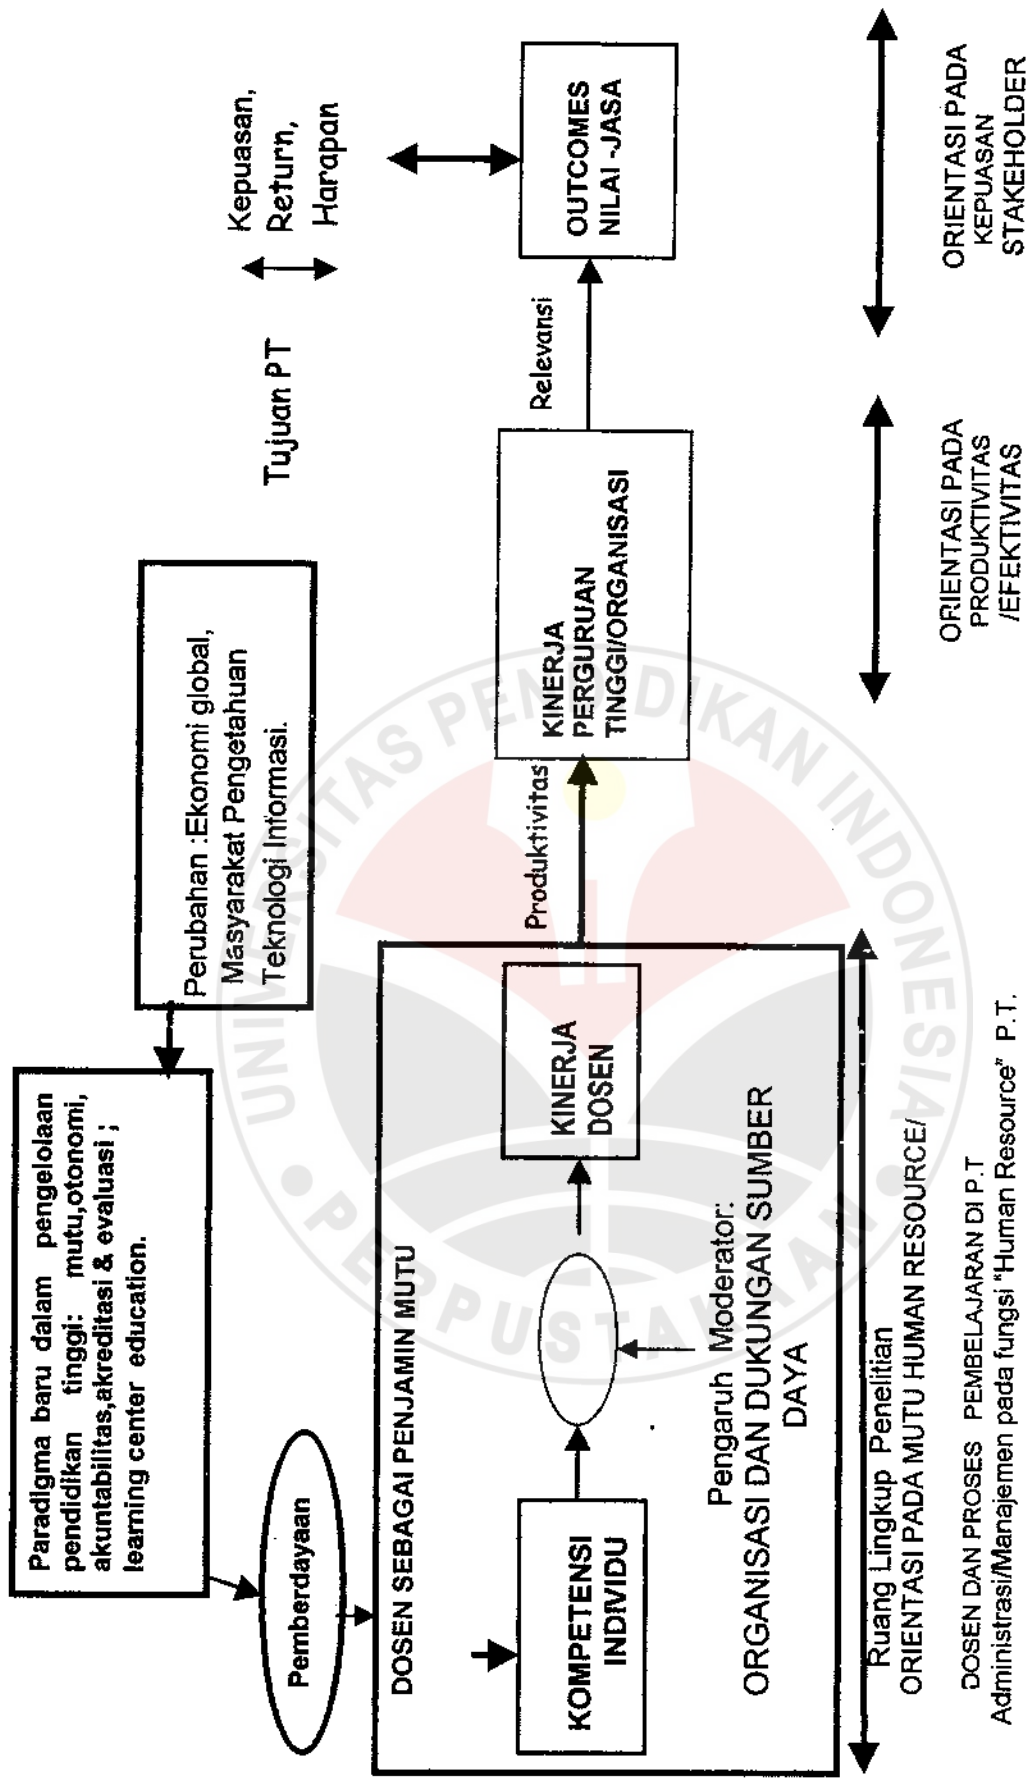 Paradigma baru dalam pengelolaan
pendidikan tinggi: mutu,otonomi,
akuntabilitas,akreditasi & evaluasi ;
learning center education.
Perubahan :Ekonomi global,
Masyarakat Pengetahuan
Teknologi Informasi.
Tujuan PT
Kepuasan,
Return,
Harapan
Pemberdayaan
DOSEN SEBAGAI PENJAMIN MUTU
KOMPETENSI
INDIVIDU
KINERJA
DOSEN
Pengaruh Moderator:
ORGANISASI DAN DUKUNGAN SUMBER
DAYA
Produktivitas
KINERJA
PERGURUAN
TINGGI/ORGANISASI
Relevansi
OUTCOMES
NILAI -JASA
Ruang Lingkup Penelitian
ORIENTASI PADA MUTU HUMAN RESOURCE/
DOSEN DAN PROSES PEMBELAJARAN DI P.T
Administrasi/Manajemen pada fungsi "Human Resource" P.T.
ORIENTASI PADA
PRODUKTIVITAS
/EFEKTIVITAS
ORIENTASI PADA
KEPUASAN
STAKEHOLDER
UNIVERSITAS PENDIDIKAN INDONESIA
PERPUSTAKAAN